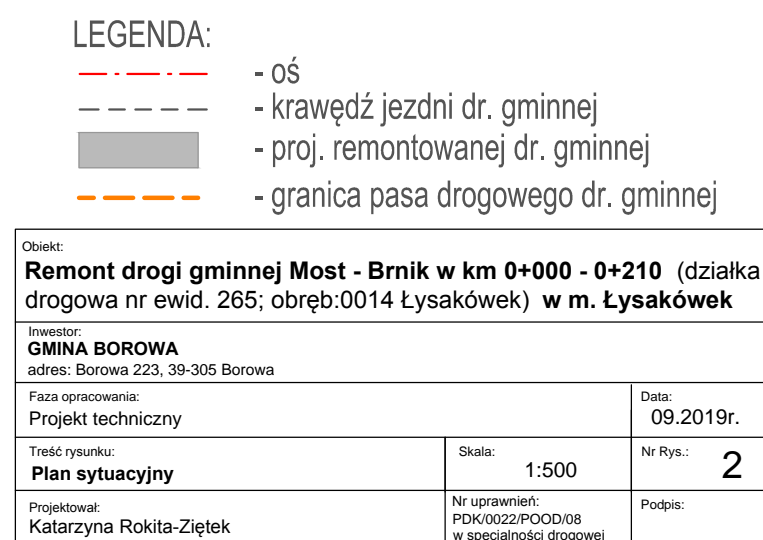 LEGENDA:
- oś
- krawędź jezdni dr. gminnej
- proj. remontowanej dr. gminnej
- granica pasa drogowego dr. gminnej
Obiekt:
Remont drogi gminnej Most - Brnik w km 0+000 - 0+210 (działka
drogowa nr ewid. 265; obręb:0014 Łysakówek) w m. Łysakówek
Inwestor:
GMINA BOROWA
adres: Borowa 223, 39-305 Borowa
Faza opracowania:
Projekt techniczny
Data:
09.2019r.
Treść rysunku:
Plan sytuacyjny
Skala:
1:500
Nr Rys.:
2
Projektował:
Katarzyna Rokita-Ziętek
Nr uprawnień:
PDK/0022/POOD/08
w specjalności drogowej
Podpis: